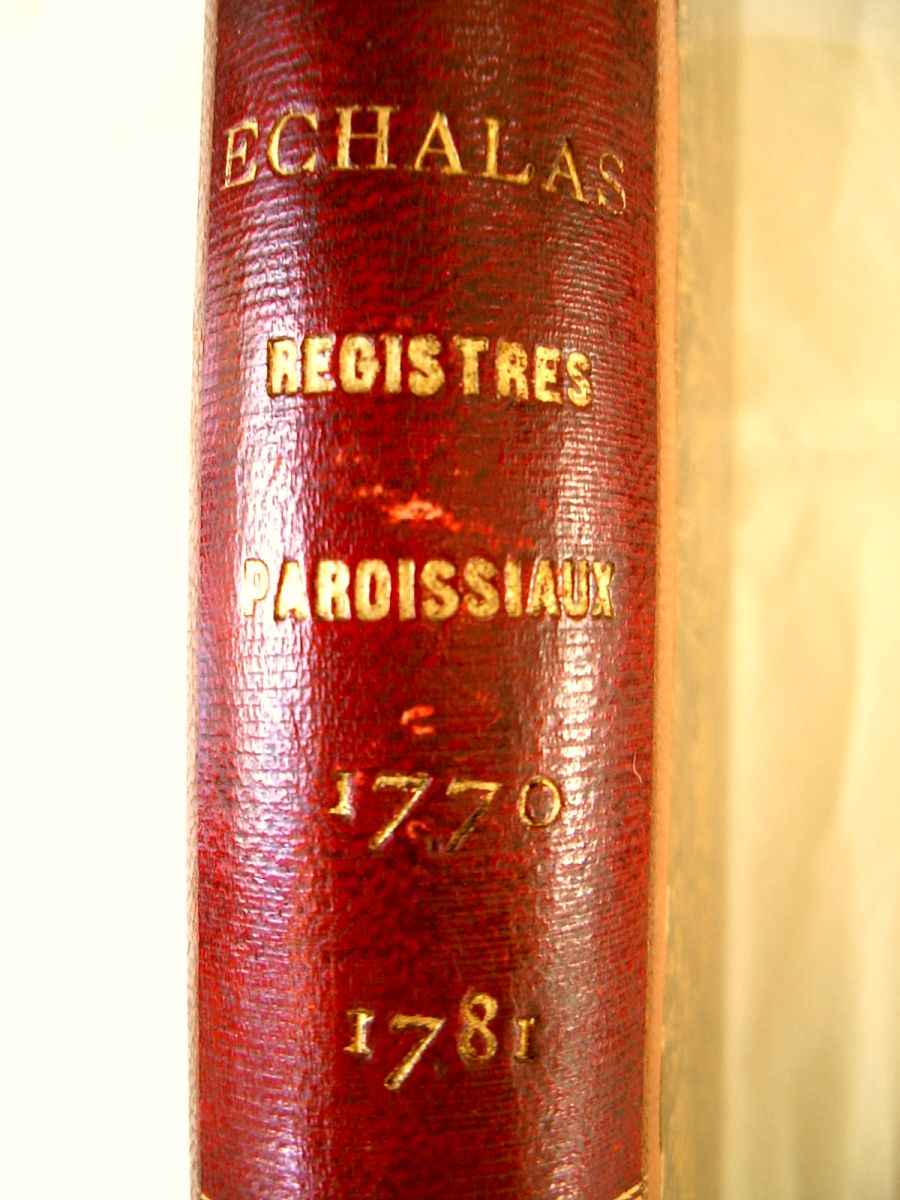 ECHALAS
REGISTRES
PAROISSIAUX
1770
1781